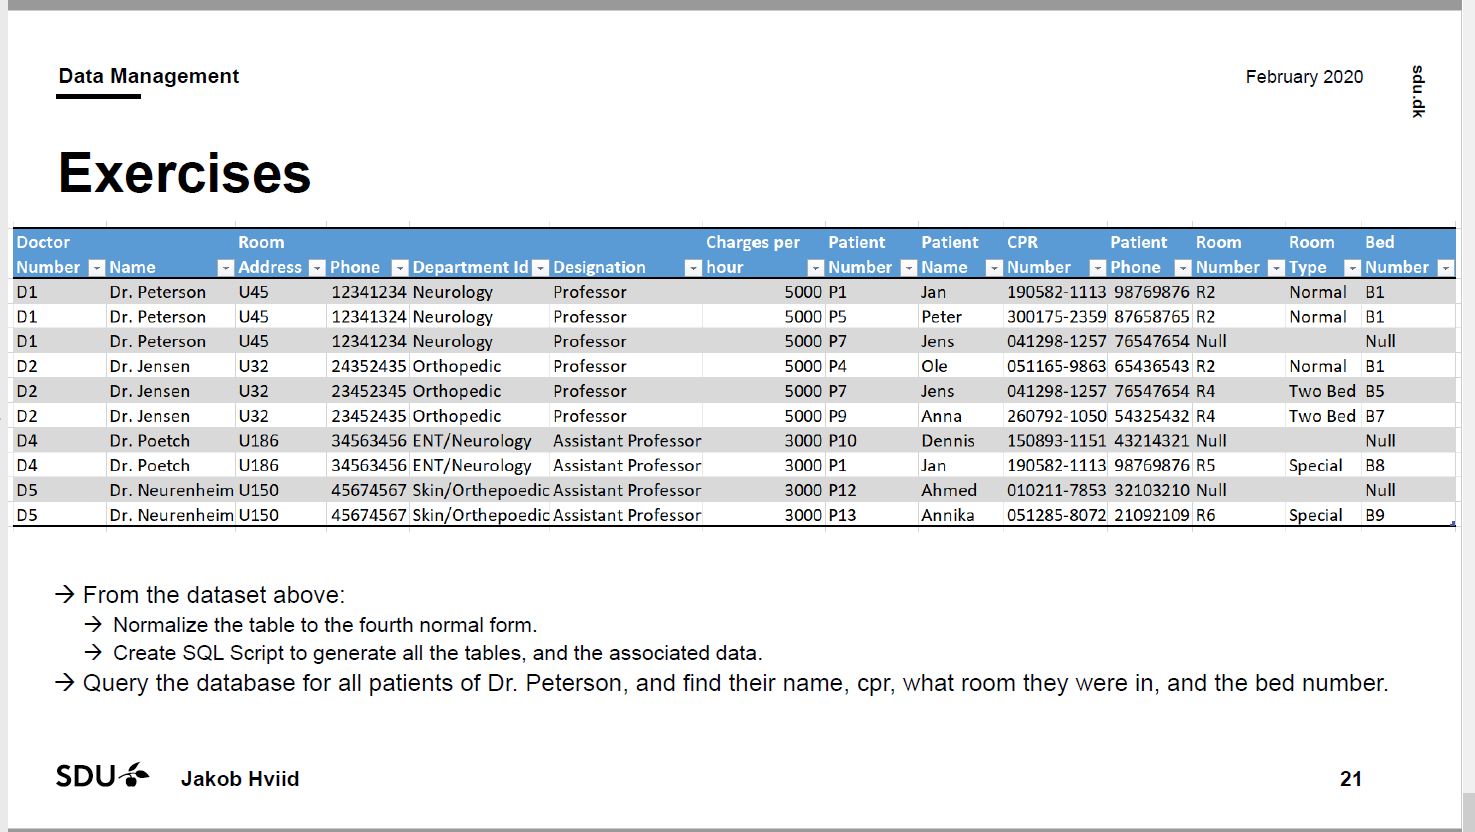 Data Management
February 2020
sdu.dk
Exercises
Doctor Number Name Room Address Phone Department Id Designation Charges per hour Patient Number Patient Name CPR Number Patient Phone Room Number Room Type Bed Number
D1 Dr. Peterson U45 12341234 Neurology Professor 5000 P1 Jan 190582-1113 98769876 R2 Normal B1
D1 Dr. Peterson U45 12341324 Neurology Professor 5000 P5 Peter 300175-2359 87658765 R2 Normal B1
D1 Dr. Peterson U45 12341234 Neurology Professor 5000 P7 Jens 041298-1257 76547654 Null Null
D2 Dr. Jensen U32 24352435 Orthopedic Professor 5000 P4 Ole 051165-9863 65436543 R2 Normal B1
D2 Dr. Jensen U32 23452345 Orthopedic Professor 5000 P7 Jens 041298-1257 76547654 R4 Two Bed B5
D2 Dr. Jensen U32 23452435 Orthopedic Professor 5000 P9 Anna 260792-1050 54325432 R4 Two Bed B7
D4 Dr. Poetch U186 34563456 ENT/Neurology Assistant Professor 3000 P10 Dennis 150893-1151 43214321 Null Null
D4 Dr. Poetch U186 34563456 ENT/Neurology Assistant Professor 3000 P1 Jan 190582-1113 98769876 R5 Special B8
D5 Dr. Neurenheim U150 45674567 Skin/Orthepoedic Assistant Professor 3000 P12 Ahmed 010211-7853 32103210 Null Null
D5 Dr. Neurenheim U150 45674567 Skin/Orthepoedic Assistant Professor 3000 P13 Annika 051285-8072 21092109 R6 Special B9
→ From the dataset above:
→ Normalize the table to the fourth normal form.
→ Create SQL Script to generate all the tables, and the associated data.
→ Query the database for all patients of Dr. Peterson, and find their name, cpr, what room they were in, and the bed number.
SDU Jakob Hviid
21